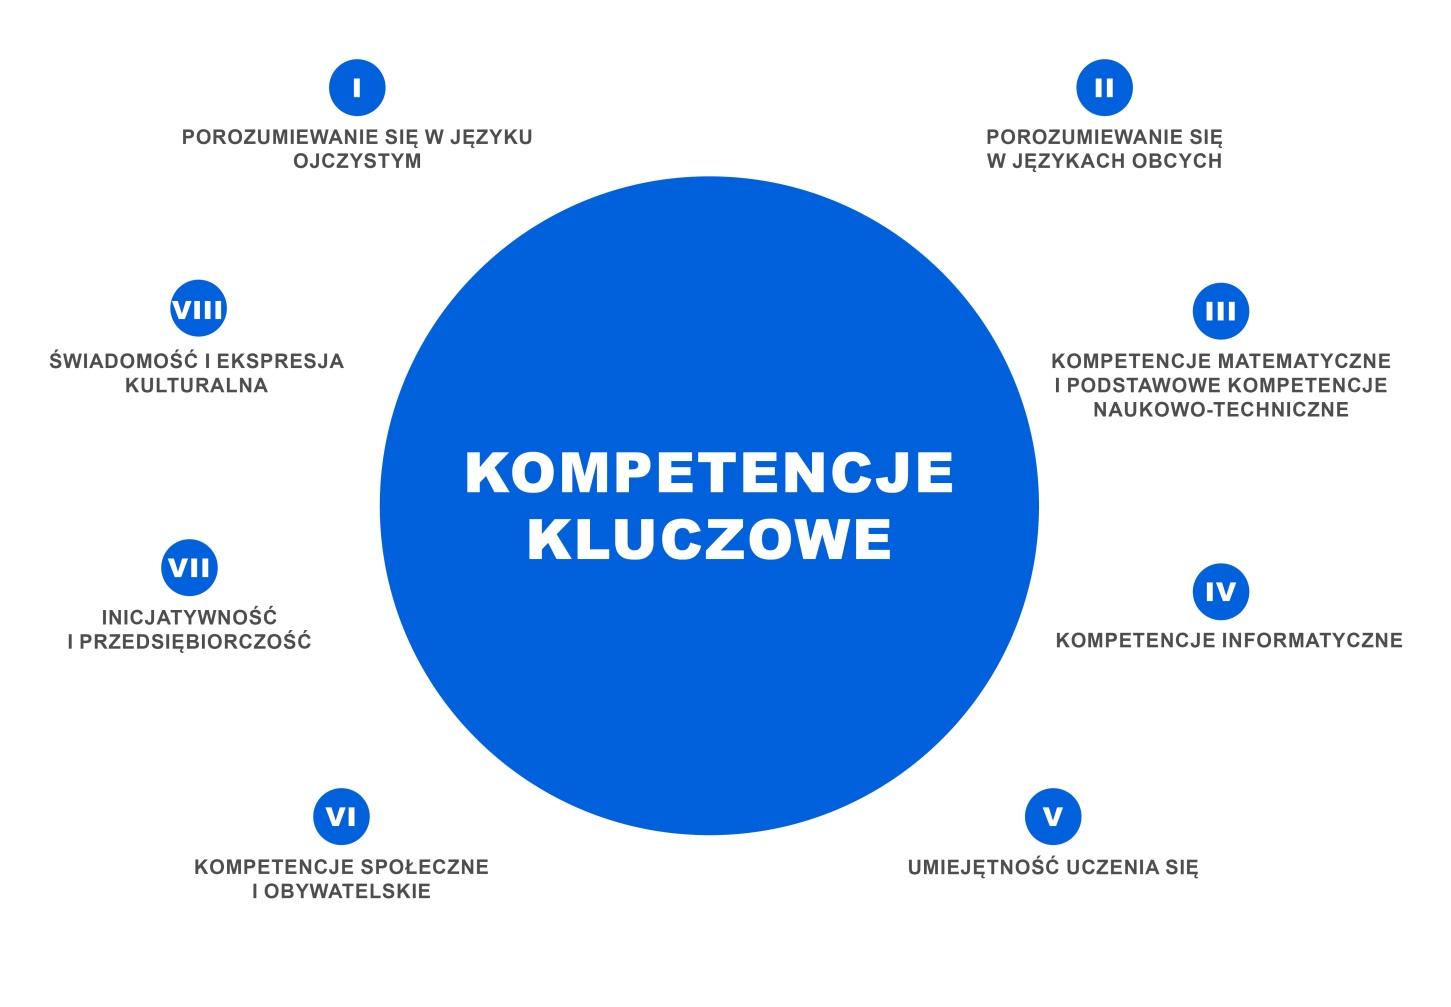 I
POROZUMIEWANIE SIĘ W JĘZYKU
OJCZYSTYM
II
POROZUMIEWANIE SIĘ
W JĘZYKACH OBCYCH
III
KOMPETENCJE MATEMATYCZNE
I PODSTAWOWE KOMPETENCJE
NAUKOWO-TECHNICZNE
IV
KOMPETENCJE INFORMATYCZNE
V
UMIEJĘTNOŚĆ UCZENIA SIĘ
VI
KOMPETENCJE SPOŁECZNE
I OBYWATELSKIE
VII
INICJATYWNOŚĆ
I PRZEDSIĘBIORCZOŚĆ
VIII
ŚWIADOMOŚĆ I EKSPRESJA
KULTURALNA
KOMPETENCJE
KLUCZOWE